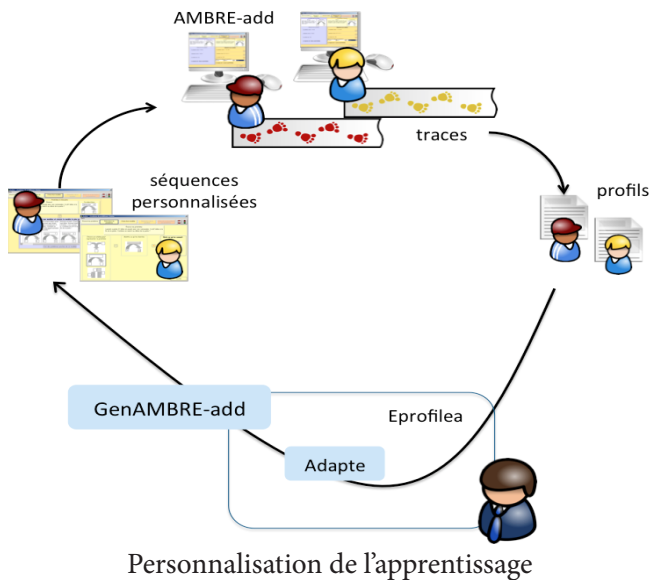 AMBRE-add
traces
profils
séquences
personnalisées
GenAMBRE-add
Eprofilea
Adapte
Personnalisation de l’apprentissage